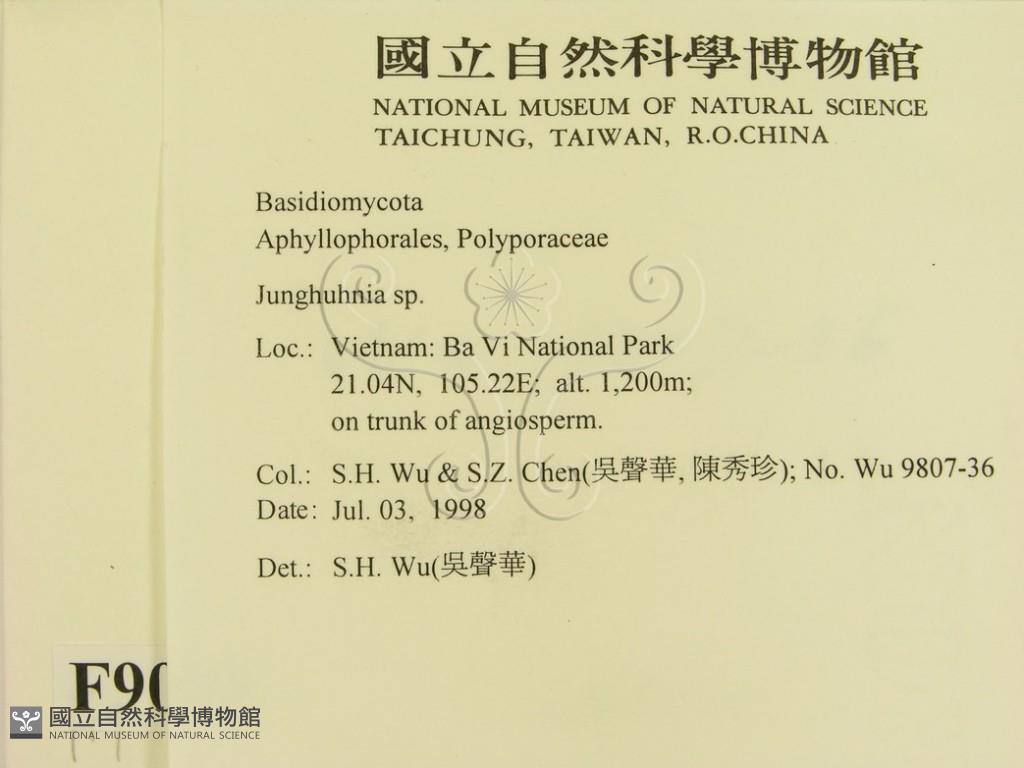 國立自然科學博物館
NATIONAL MUSEUM OF NATURAL SCIENCE
TAICHUNG, TAIWAN, R.O.CHINA
Basidiomycota
Aphyllophorales, Polyporaceae
Junghuhnia sp.
Loc.: Vietnam: Ba Vi National Park
21.04N, 105.22E; alt. 1,200m;
on trunk of angiosperm.
Col.: S.H. Wu & S.Z. Chen(吳聲華, 陳秀珍); No. Wu 9807-36
Date: Jul. 03, 1998
Det.: S.H. Wu(吳聲華)
F90
國立自然科學博物館
NATIONAL MUSEUM OF NATURAL SCIENCE